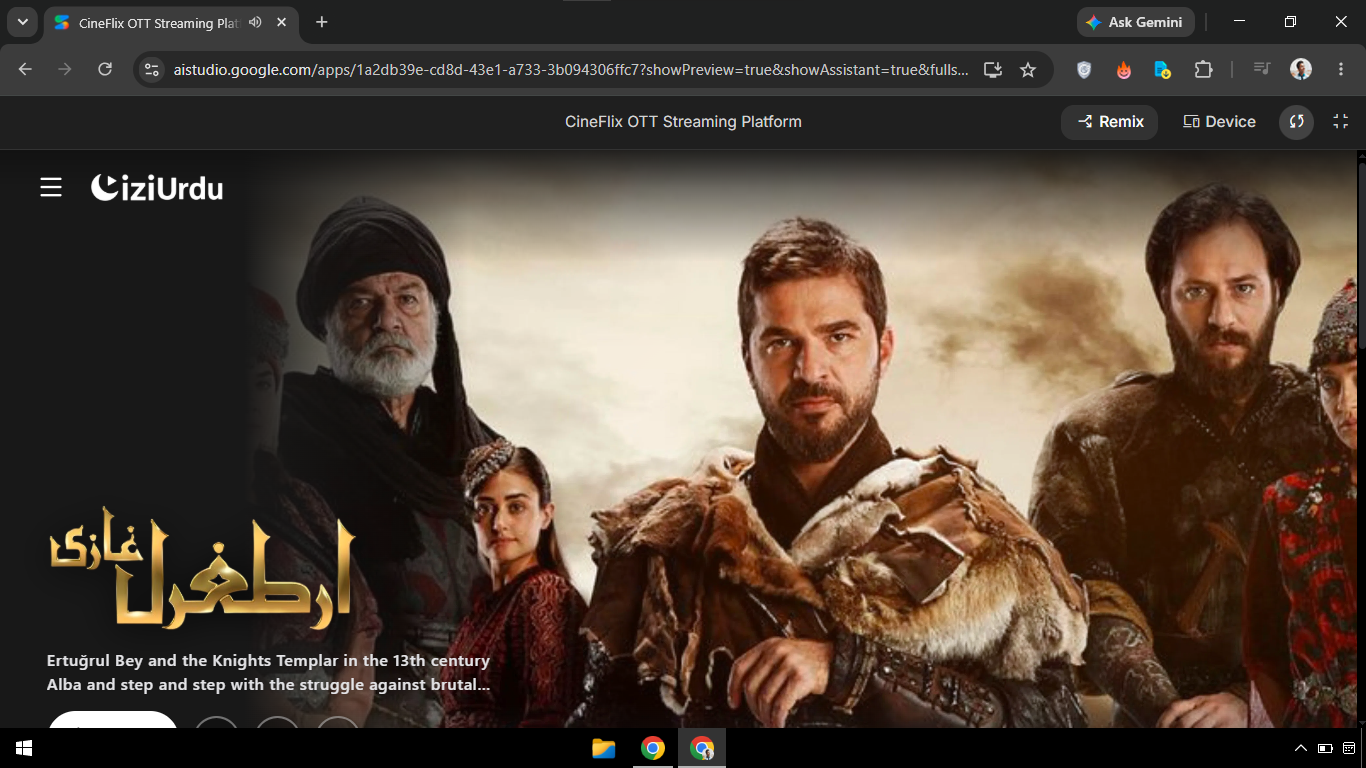 CineFlix OTT Streaming Plat
Ask Gemini
aistudio.google.com/apps/1a2db39e-cd8d-43e1-a733-3b094306ffc7?showPreview=true&showAssistant=true&fulls...
CineFlix OTT Streaming Platform
Remix
Device
iziUrdu
ارطغرل غازی
Ertuğrul Bey and the Knights Templar in the 13th century
Alba and step and step with the struggle against brutal...